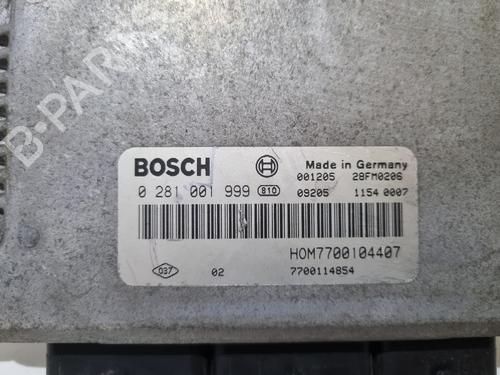 B-PARTS
BOSCH
Made in Germany
0 281 001 999 810
001205 28FM0206
09205 1154 0007
HOM7700104407
037 02 7700114854